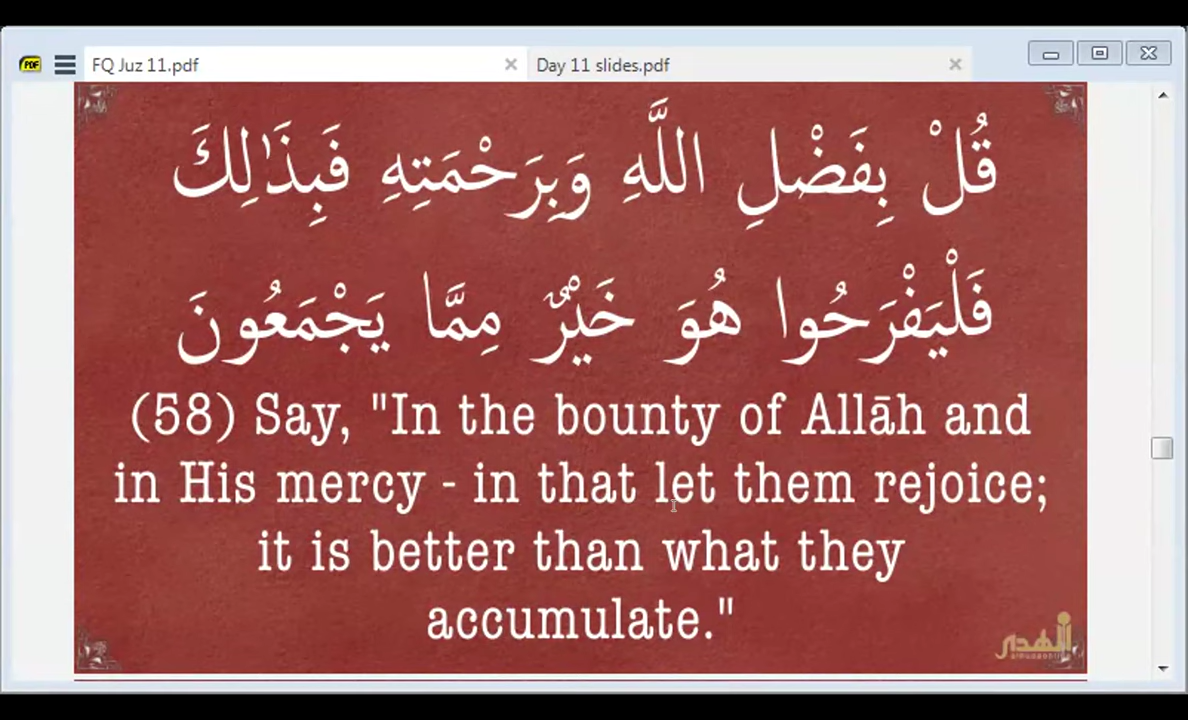 FQ Juz 11.pdf
Day 11 slides.pdf
قُلْ بِفَضْلِ اللَّهِ وَبِرَحْمَتِهِ فَبِذَٰلِكَ
فَلْيَفْرَحُوا هُوَ خَيْرٌ مِمَّا يَجْمَعُونَ
(58) Say, "In the bounty of Allāh and
in His mercy - in that let them rejoice;
it is better than what they
accumulate."
الهدى